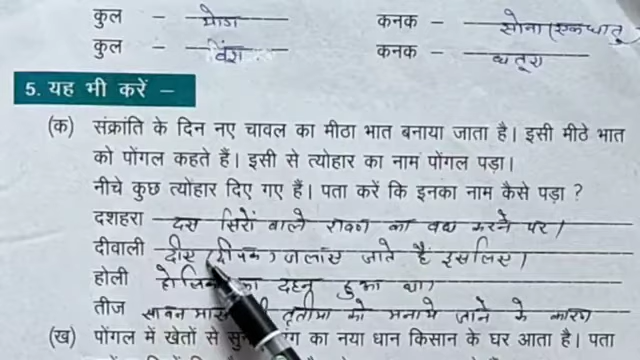 कुल - थोड़ा कनक - सोना (एक धातु)
कुल - वंश कनक - धतूरा
5. यह भी करें -
(क) संक्रांति के दिन नए चावल का मीठा भात बनाया जाता है। इसी मीठे भात
को पोंगल कहते हैं। इसी से त्योहार का नाम पोंगल पड़ा।
नीचे कुछ त्योहार दिए गए हैं। पता करें कि इनका नाम कैसे पड़ा ?
दशहरा दस सिरों वाले रावण का वध करने पर।
दीवाली दीए (दीपक) जलाए जाते हैं इसलिए।
होली का दहन हुआ था।
तीज सावन की तृतीया को मनाये जाने के कारण
(ख) पोंगल में खेतों से का नया धान किसान के घर आता है। पता